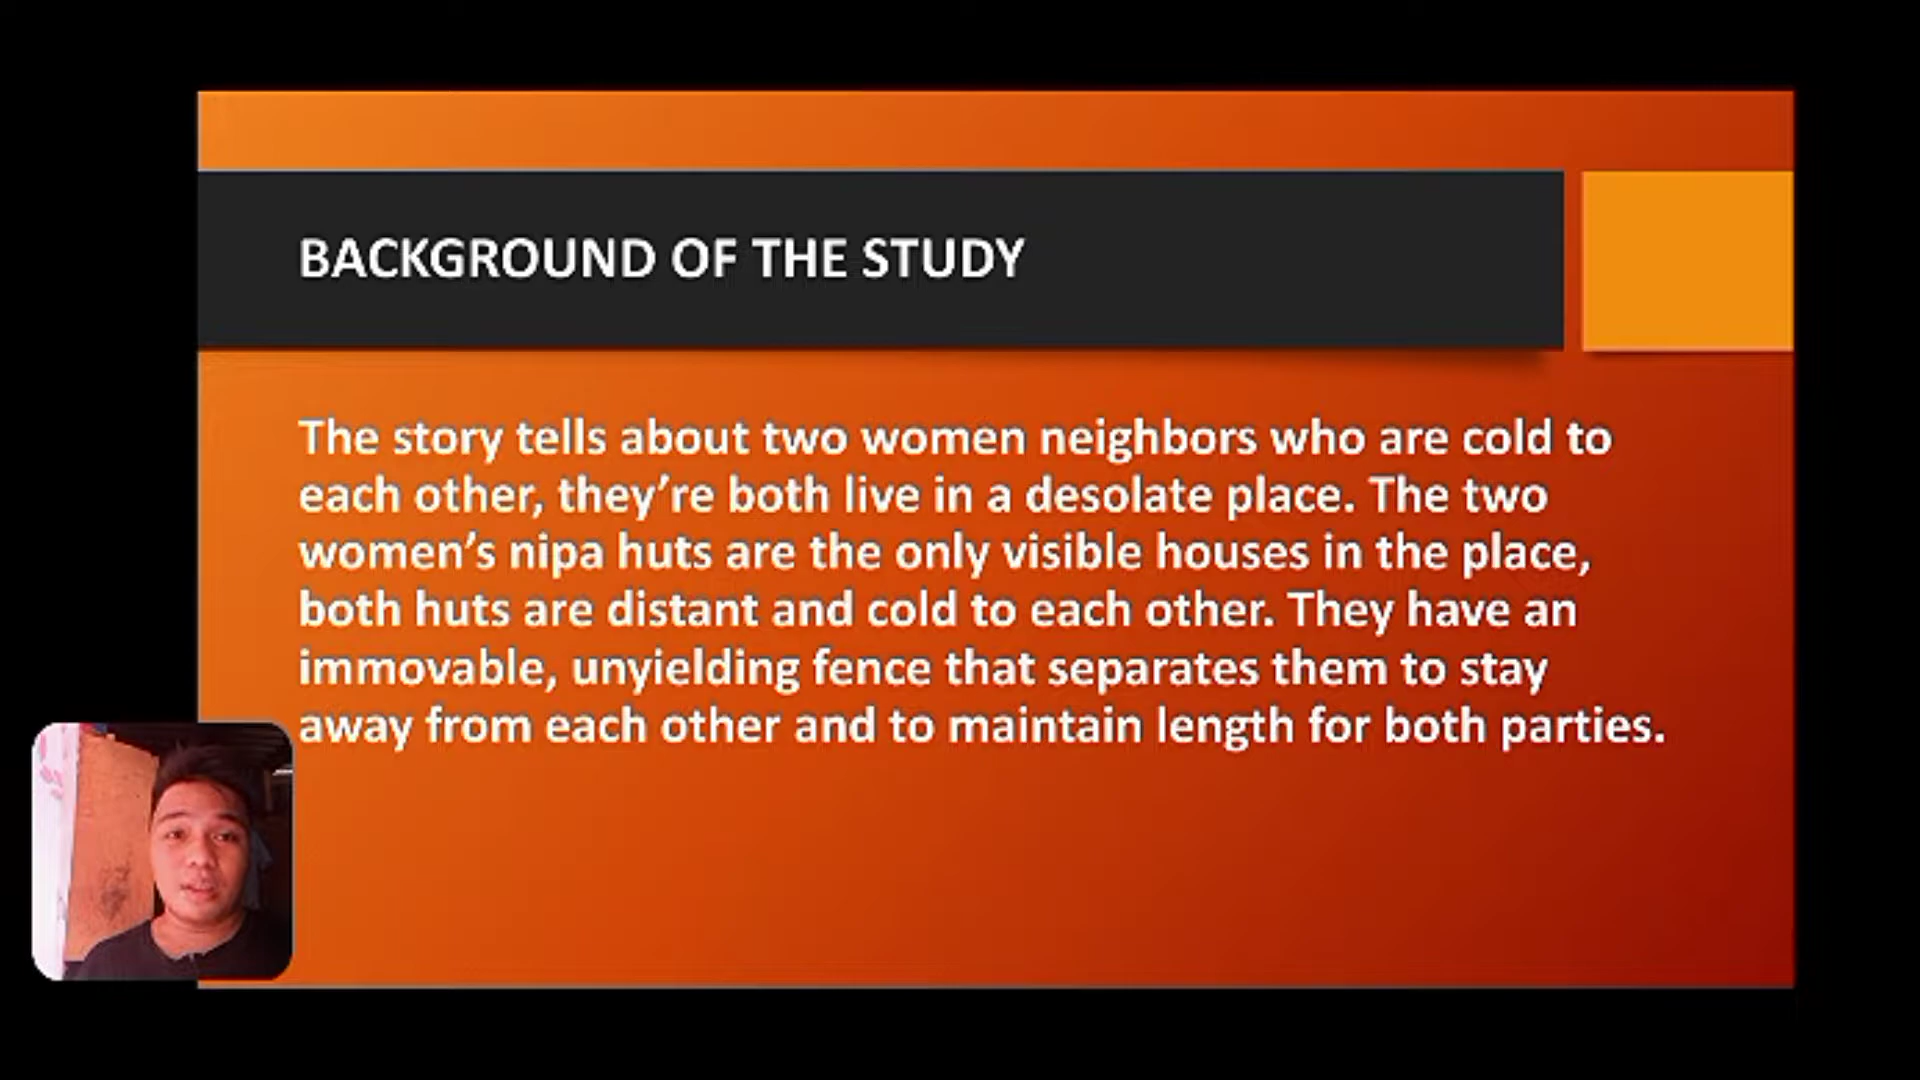 BACKGROUND OF THE STUDY
The story tells about two women neighbors who are cold to
each other, they’re both live in a desolate place. The two
women’s nipa huts are the only visible houses in the place,
both huts are distant and cold to each other. They have an
immovable, unyielding fence that separates them to stay
away from each other and to maintain length for both parties.